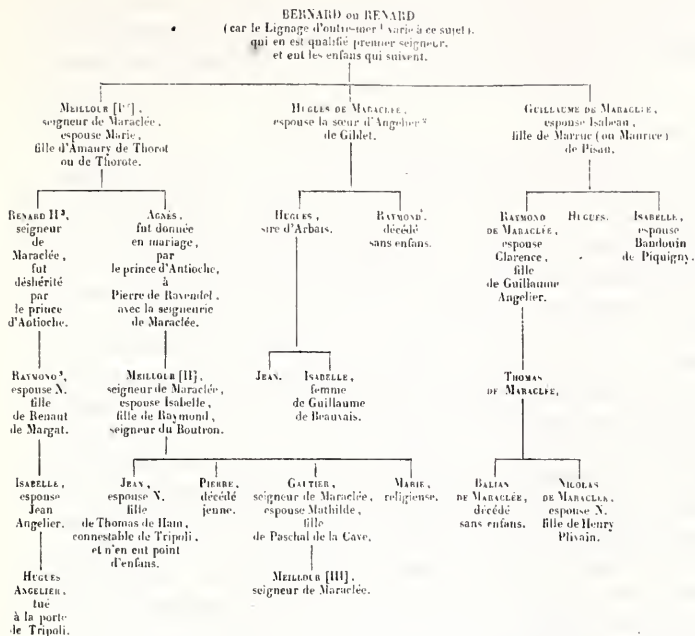 BERNARD ou RENARD
(car le Lignage d'outre-mer ¹ varie à ce sujet),
qui en est qualifié premier seigneur,
et eut les enfans qui suivent.
MEILLOUR [Iᵉʳ],
seigneur de Maraclée,
espouse Marie,
fille d'Amaury de Thorot
ou de Thorote.
HUGUES DE MARACLÉE,
espouse la sœur d'Angelier ²
de Giblet.
GUILLAUME DE MARACLÉE,
espouse Isabeau,
fille de Marruc (ou Maurice)
de Pisan.
RENARD II ³,
seigneur
de
Maraclée,
fut
déshérité
par
le prince
d'Antioche.
AGNÈS,
fut donnée
en mariage,
par
le prince d'Antioche,
à
Pierre de Ravendel,
avec la seigneurie
de Maraclée.
HUGUES,
sire d'Arbais.
RAYMOND,
décédé
sans enfans.
RAYMOND
DE MARACLÉE,
espouse
Clarence,
fille
de Guillaume
Angelier.
HUGUES.
ISABELLE,
espouse
Baudouin
de Piquigny.
RAYMOND ³,
espouse N.
fille
de Renaut
de Margat.
MEILLOUR [II],
seigneur de Maraclée,
espouse Isabelle,
fille de Raymond,
seigneur du Boutron.
JEAN.
ISABELLE,
femme
de Guillaume
de Beauvais.
THOMAS
DE MARACLÉE,
ISABELLE,
espouse
Jean
Angelier.
JEAN,
espouse N.
fille
de Thomas de Ham,
connestable de Tripoli,
et n'en eut point
d'enfans.
PIERRE,
décédé
jeune.
GAUTIER,
seigneur de Maraclée,
espouse Mathilde,
fille
de Paschal de la Cave.
MARIE,
religieuse.
BALIAN
DE MARACLÉE,
décédé
sans enfans.
NICOLAS
DE MARACLÉE,
espouse N.
fille de Henry
Plivain.
HUGUES
ANGELIER,
tué
à la porte
de Tripoli.
MEILLOUR [III]
seigneur de Maraclée.